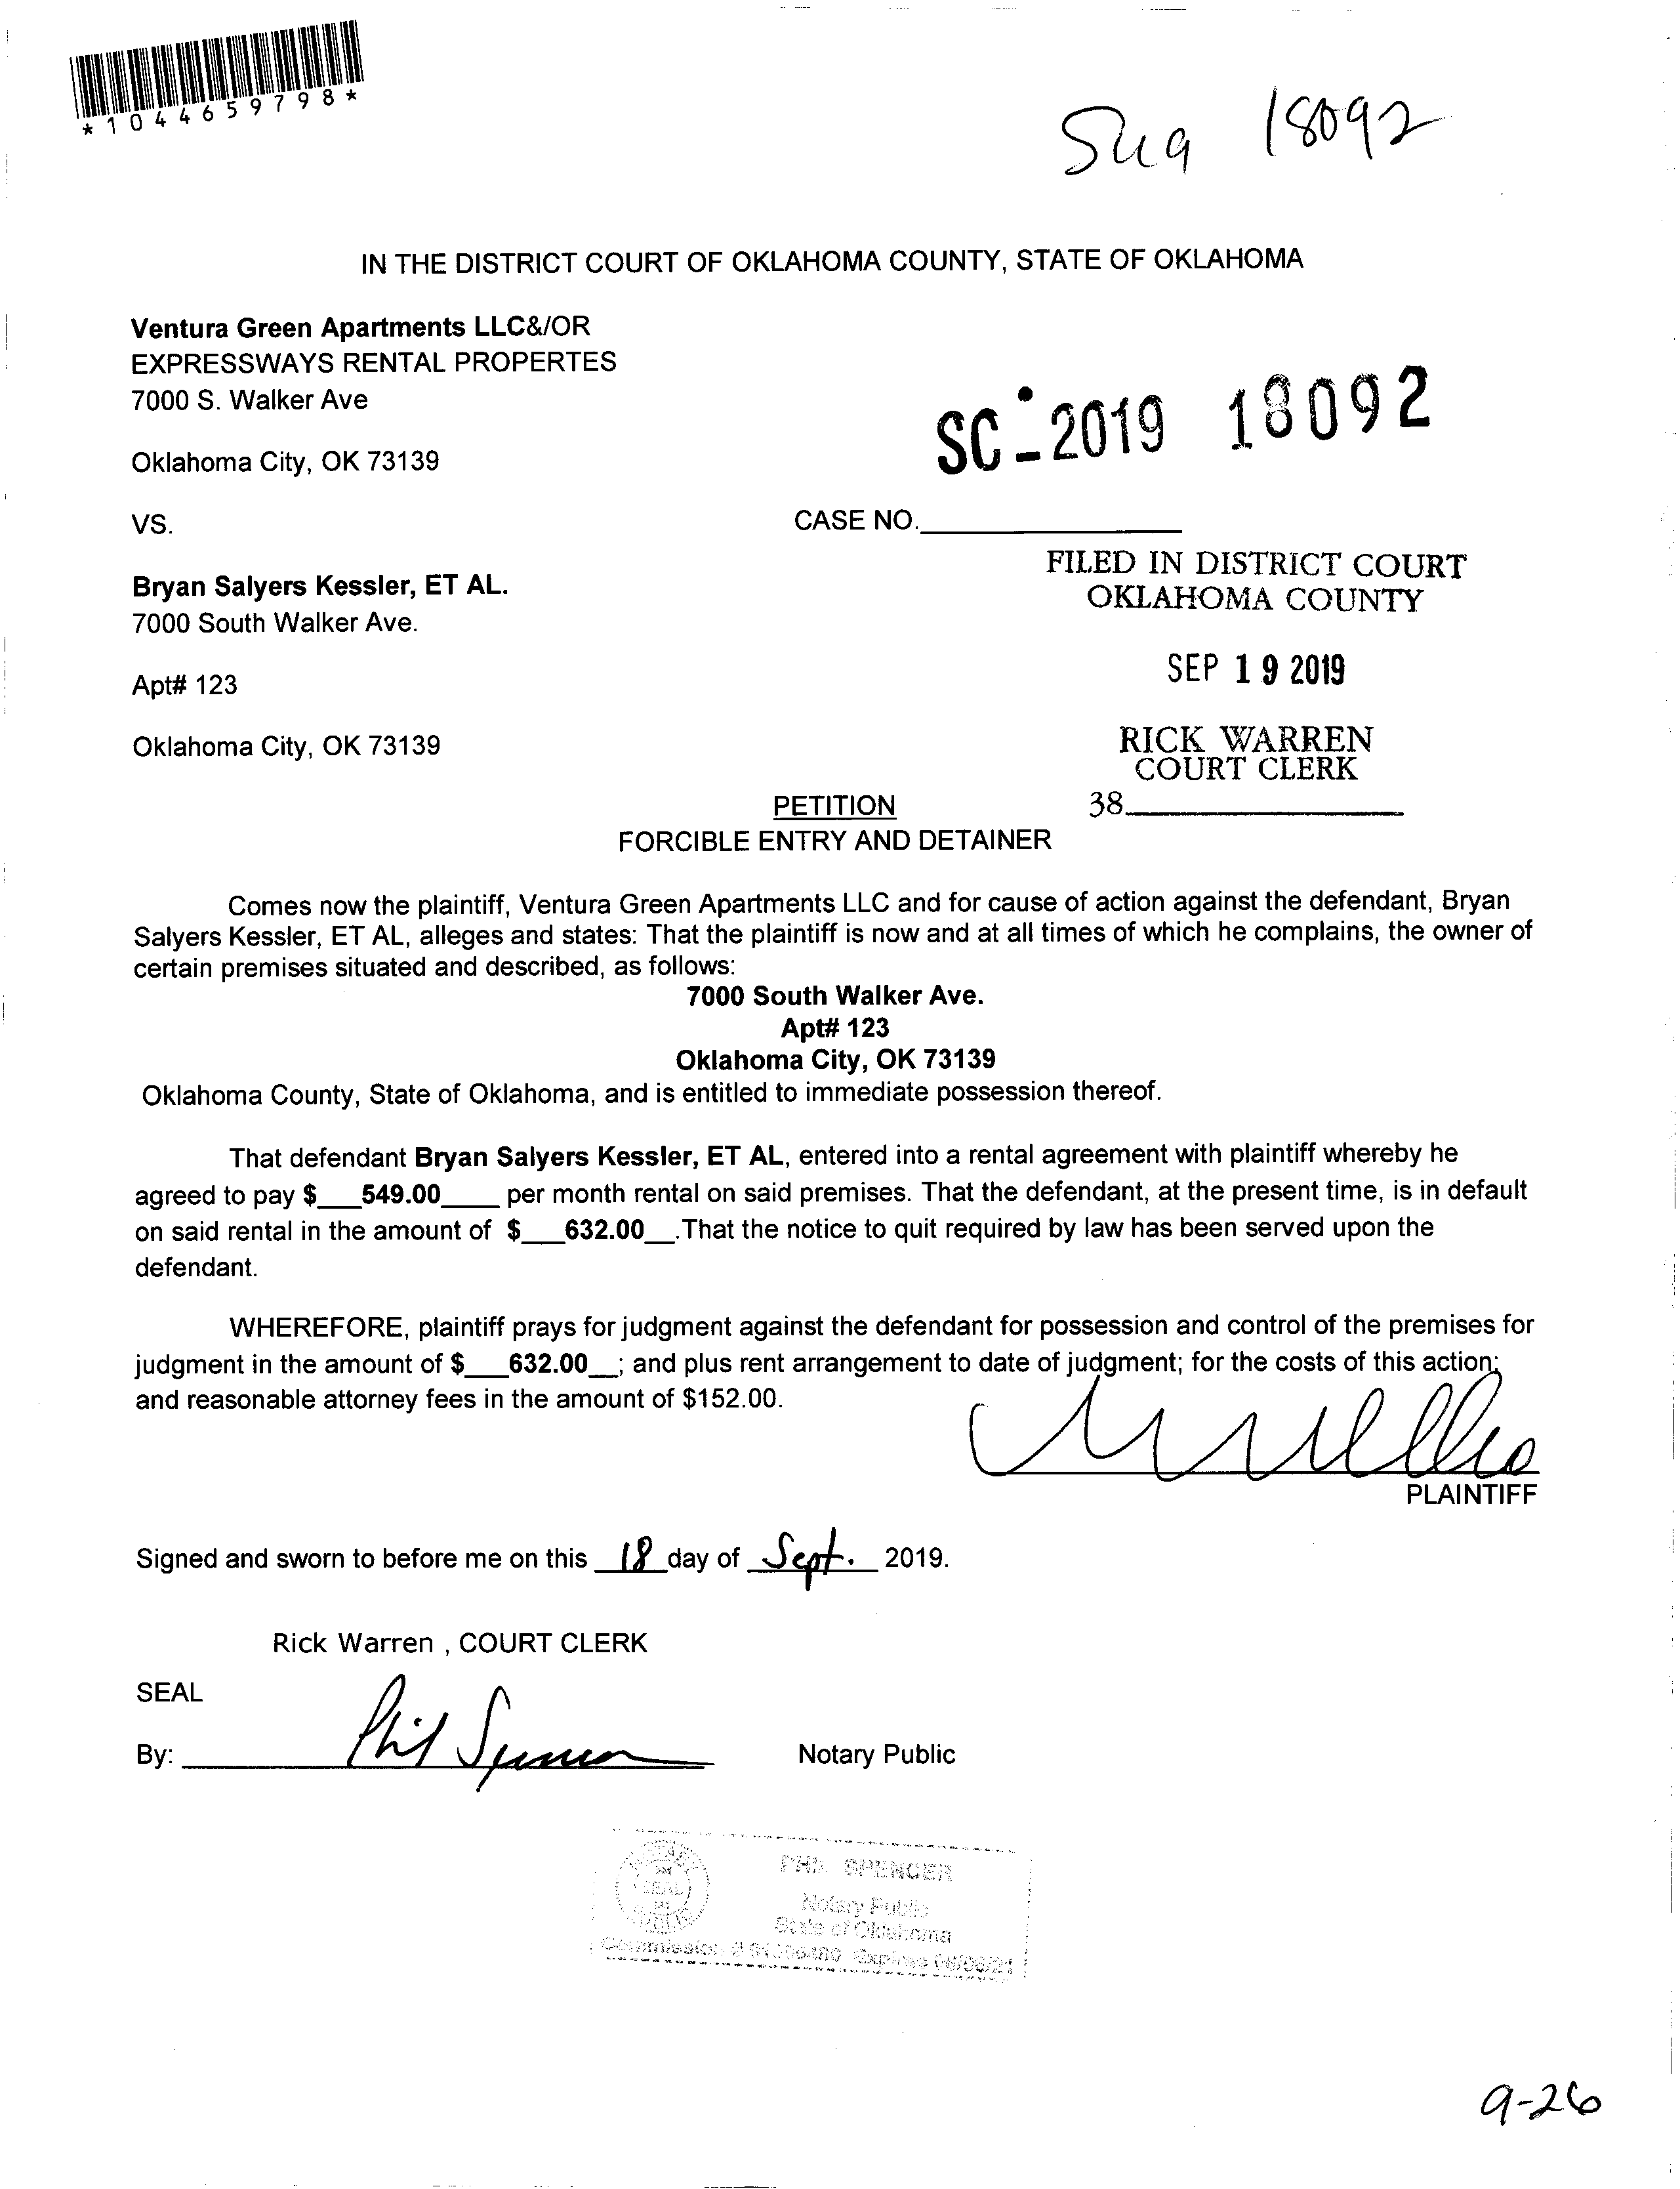 *1044659798*
18092
IN THE DISTRICT COURT OF OKLAHOMA COUNTY, STATE OF OKLAHOMA
Ventura Green Apartments LLC&/OR
EXPRESSWAYS RENTAL PROPERTES
7000 S. Walker Ave
Oklahoma City, OK 73139
SC-2019 18092
VS.
CASE NO.
FILED IN DISTRICT COURT
OKLAHOMA COUNTY
Bryan Salyers Kessler, ET AL.
7000 South Walker Ave.
SEP 19 2019
Apt# 123
Oklahoma City, OK 73139
RICK WARREN
COURT CLERK
38
PETITION
FORCIBLE ENTRY AND DETAINER
Comes now the plaintiff, Ventura Green Apartments LLC and for cause of action against the defendant, Bryan
Salyers Kessler, ET AL, alleges and states: That the plaintiff is now and at all times of which he complains, the owner of
certain premises situated and described, as follows:
7000 South Walker Ave.
Apt# 123
Oklahoma City, OK 73139
Oklahoma County, State of Oklahoma, and is entitled to immediate possession thereof.
That defendant Bryan Salyers Kessler, ET AL, entered into a rental agreement with plaintiff whereby he
agreed to pay $___549.00____ per month rental on said premises. That the defendant, at the present time, is in default
on said rental in the amount of $___632.00__.That the notice to quit required by law has been served upon the
defendant.
WHEREFORE, plaintiff prays for judgment against the defendant for possession and control of the premises for
judgment in the amount of $___632.00__; and plus rent arrangement to date of judgment; for the costs of this action;
and reasonable attorney fees in the amount of $152.00.
PLAINTIFF
Signed and sworn to before me on this 18 day of Sept. 2019.
Rick Warren , COURT CLERK
SEAL
By: Phil Spencer Notary Public
PHIL SPENCER
Notary Public
State of Oklahoma
Commission # Expires
9-26